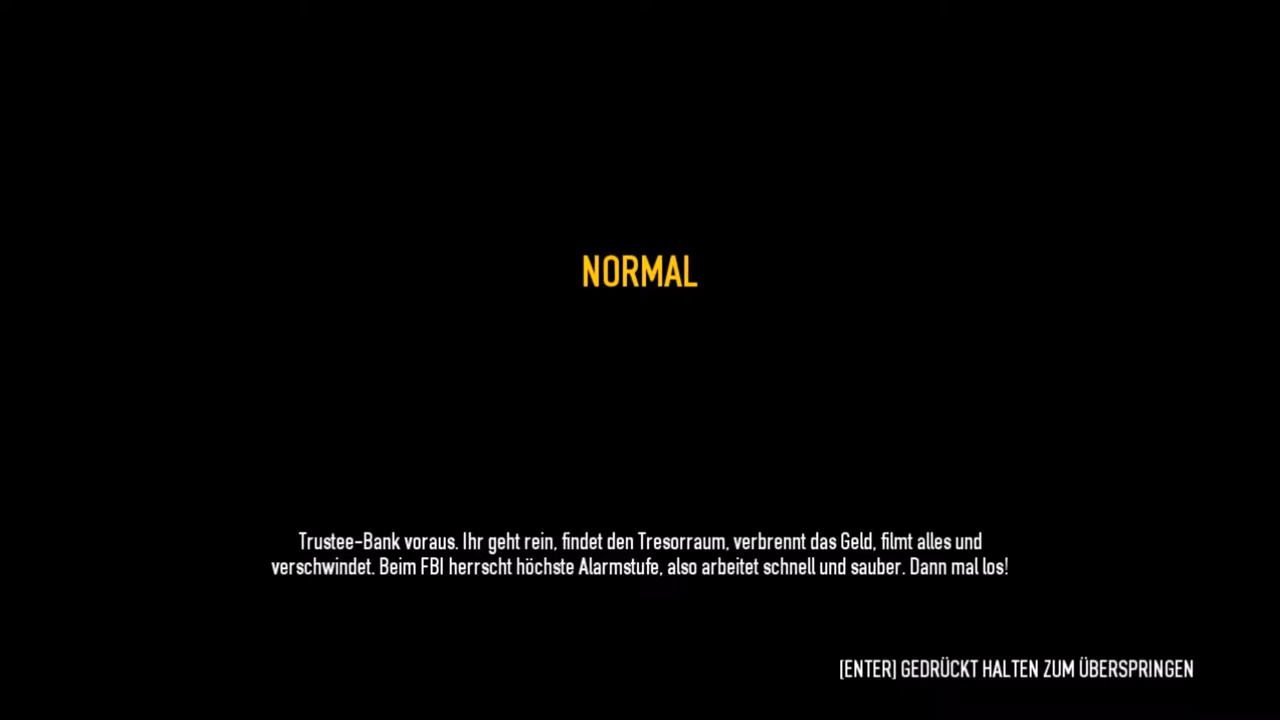 NORMAL
Trustee-Bank voraus. Ihr geht rein, findet den Tresorraum, verbrennt das Geld, filmt alles und
verschwindet. Beim FBI herrscht höchste Alarmstufe, also arbeitet schnell und sauber. Dann mal los!
[ENTER] GEDRÜCKT HALTEN ZUM ÜBERSPRINGEN